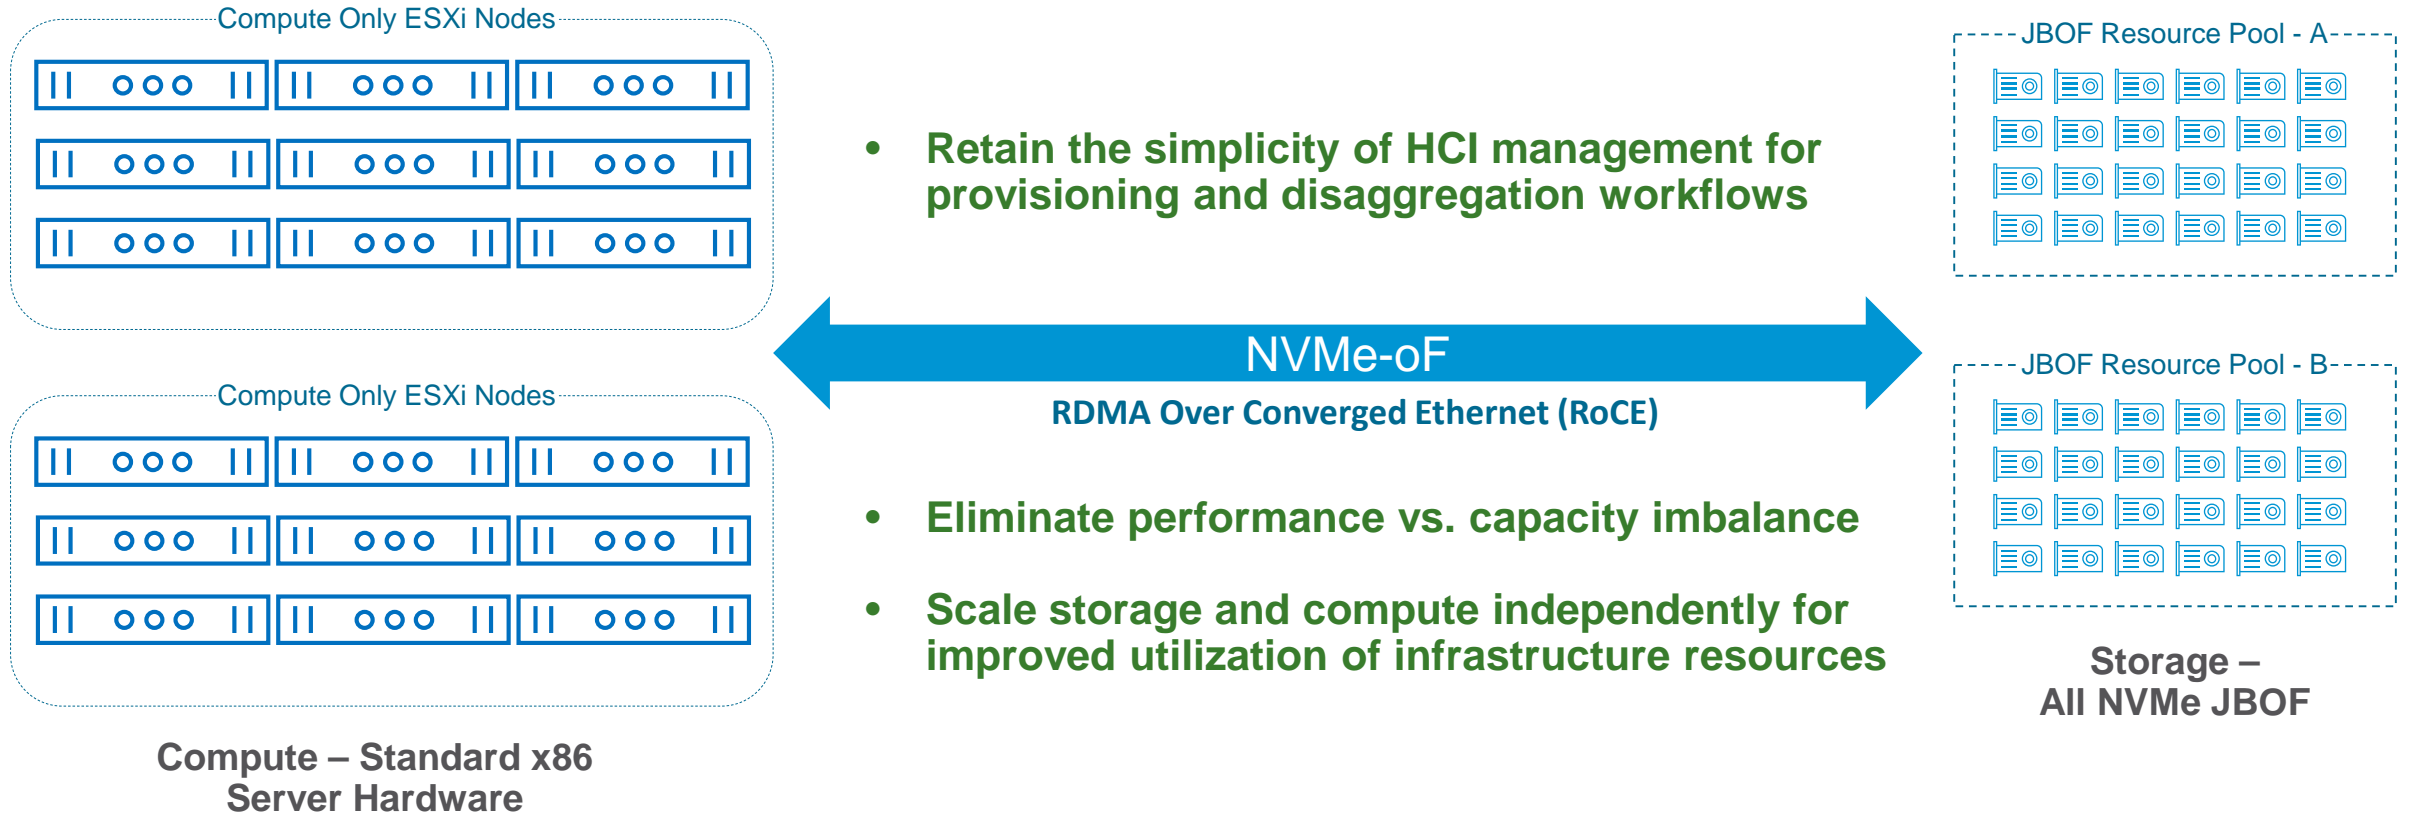 Compute Only ESXi Nodes
Compute Only ESXi Nodes
Compute – Standard x86
Server Hardware
• Retain the simplicity of HCI management for
provisioning and disaggregation workflows
NVMe-oF
RDMA Over Converged Ethernet (RoCE)
• Eliminate performance vs. capacity imbalance
• Scale storage and compute independently for
improved utilization of infrastructure resources
JBOF Resource Pool - A
JBOF Resource Pool - B
Storage –
All NVMe JBOF